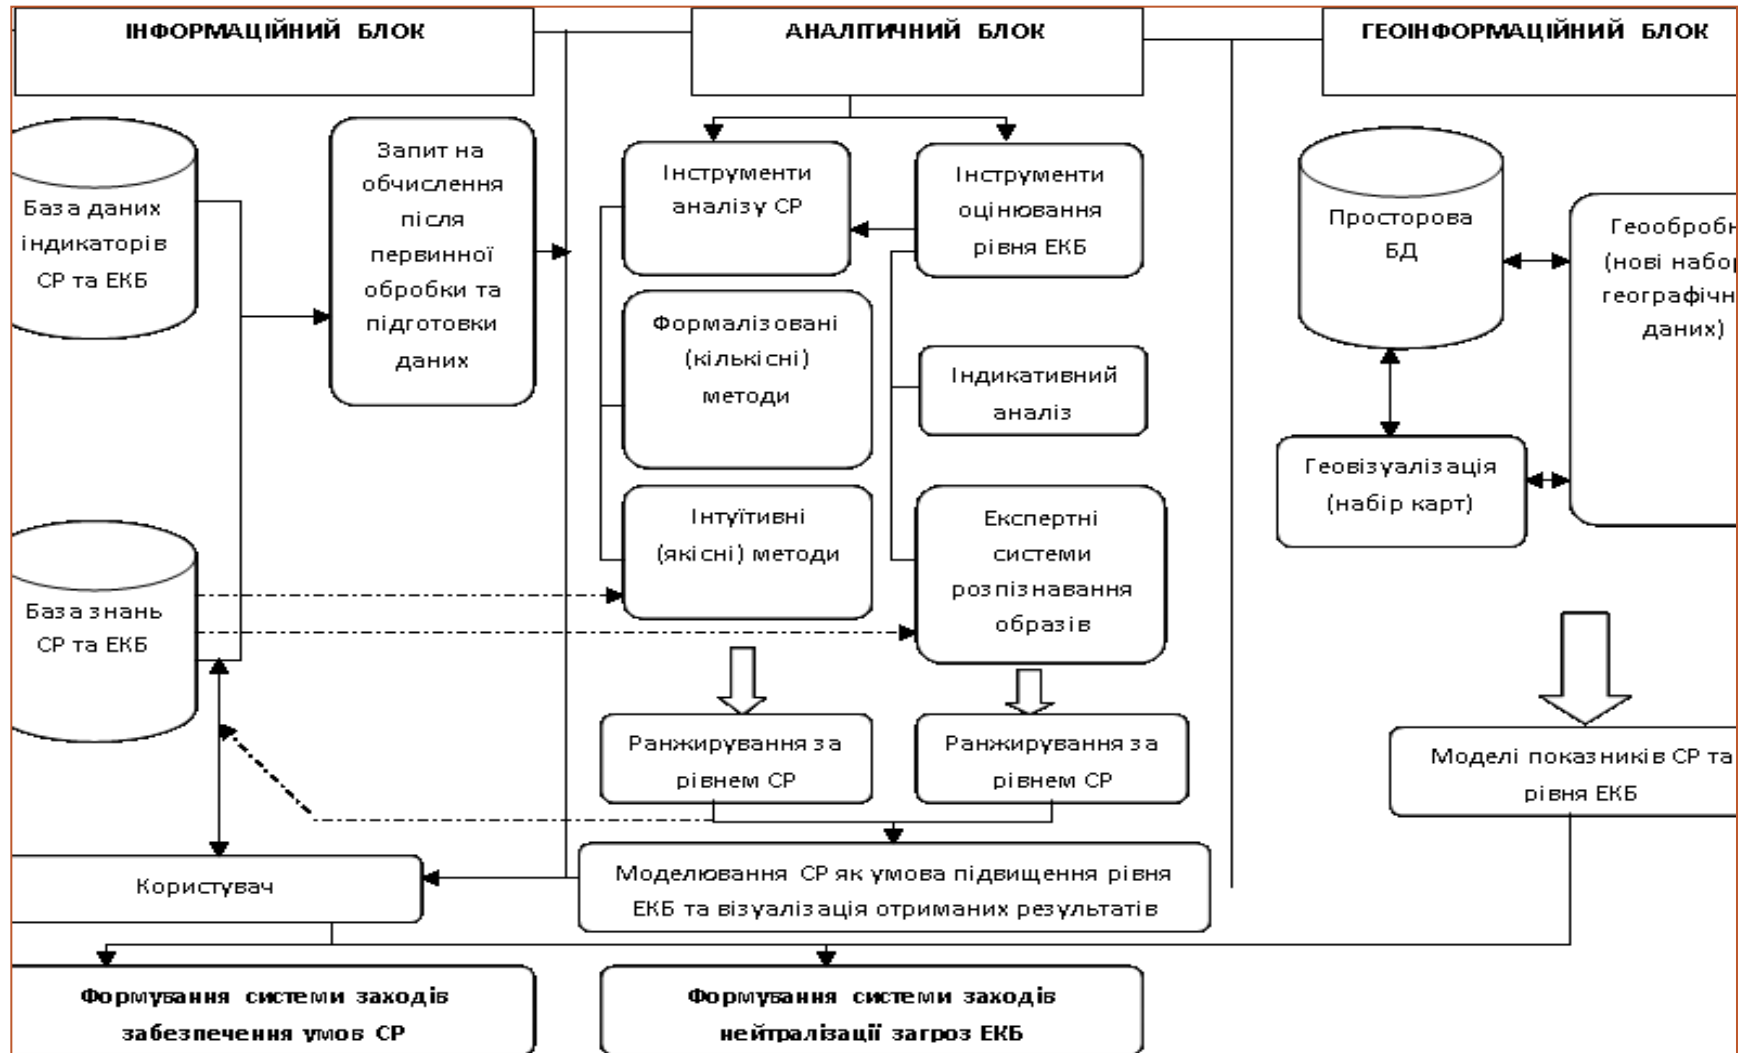 ІНФОРМАЦІЙНИЙ БЛОК
АНАЛІТИЧНИЙ БЛОК
ГЕОІНФОРМАЦІЙНИЙ БЛОК
База даних
індикаторів
СР та ЕКБ
Запит на
обчислення
після
первинної
обробки та
підготовки
даних
База знань
СР та ЕКБ
Користувач
Інструменти
аналізу СР
Формалізовані
(кількісні)
методи
Інтуїтивні
(якісні) методи
Інструменти
оцінювання
рівня ЕКБ
Індикативний
аналіз
Експертні
системи
розпізнавання
образів
Ранжирування за
рівнем СР
Ранжирування за
рівнем СР
Моделювання СР як умова підвищення рівня
ЕКБ та візуалізація отриманих результатів
Просторова
БД
(нові
даних)
Геовізуалізація
(набір карт)
Моделі показників СР та
рівня ЕКБ
Формування системи заходів
забезпечення умов СР
Формування системи заходів
нейтралізації загроз ЕКБ